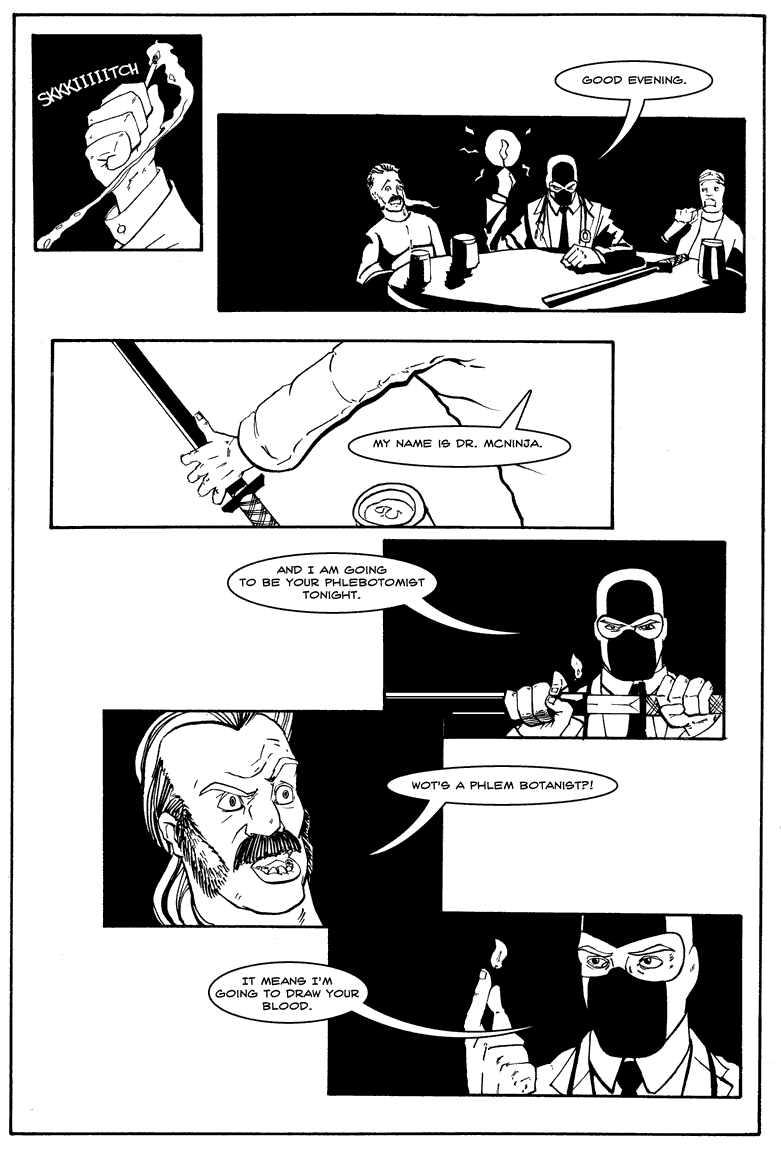 SKKKIIIIITCH
GOOD EVENING.
MY NAME IS DR. MCNINJA.
AND I AM GOING
TO BE YOUR PHLEBOTOMIST
TONIGHT.
WOT'S A PHLEM BOTANIST?!
IT MEANS I'M
GOING TO DRAW YOUR
BLOOD.